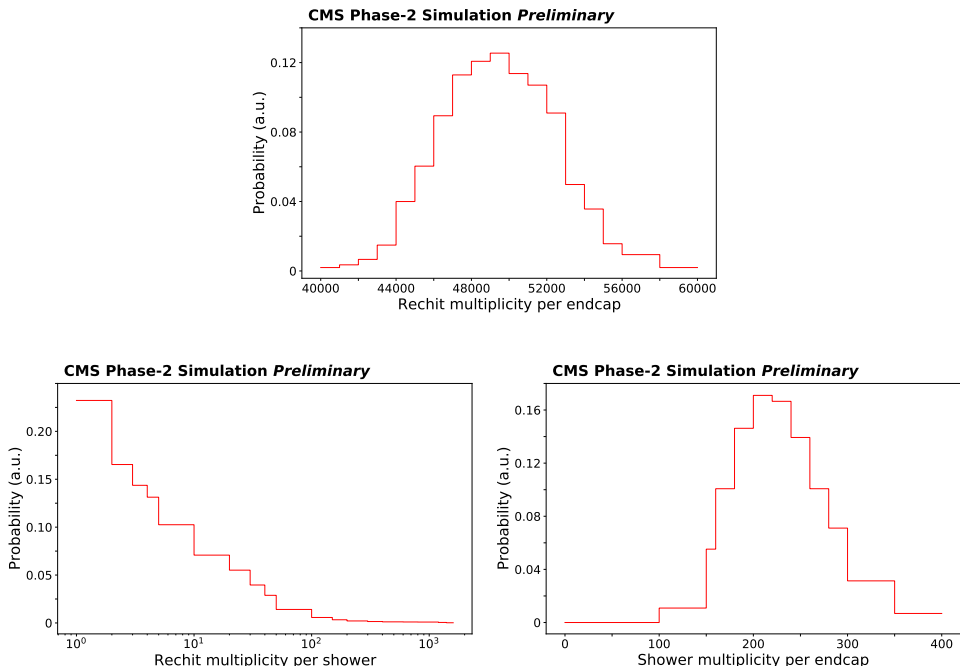 CMS Phase-2 Simulation Preliminary
Probability (a.u.)
0.12
0.08
0.04
0
40000 44000 48000 52000 56000 60000
Rechit multiplicity per endcap
CMS Phase-2 Simulation Preliminary
Probability (a.u.)
0.20
0.15
0.10
0.05
0
10⁰ 10¹ 10² 10³
Rechit multiplicity per shower
CMS Phase-2 Simulation Preliminary
Probability (a.u.)
0.16
0.12
0.08
0.04
0
0 100 200 300 400
Shower multiplicity per endcap